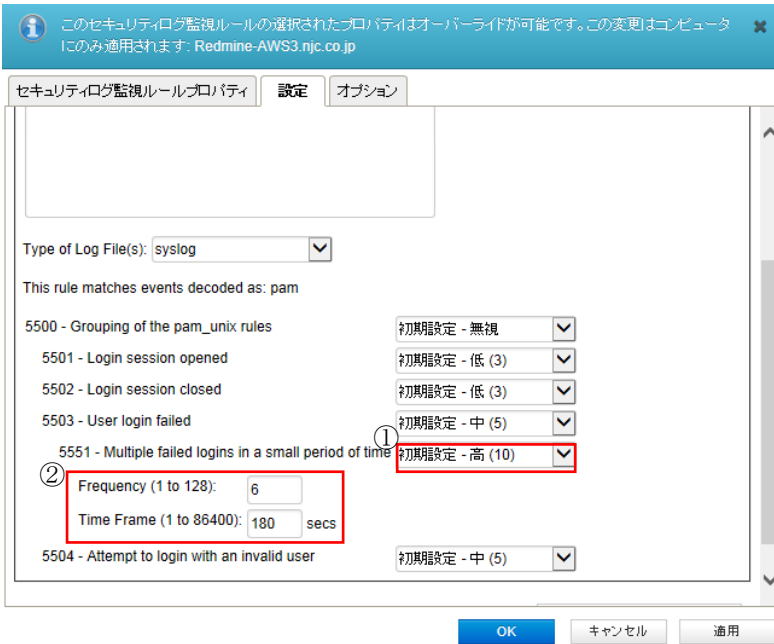 このセキュリティログ監視ルールの選択されたプロパティはオーバーライドが可能です。この変更はコンピュータ
にのみ適用されます: Redmine-AWS3.njc.co.jp
セキュリティログ監視ルールプロパティ 設定 オプション
Type of Log File(s): syslog
This rule matches events decoded as: pam
5500 - Grouping of the pam_unix rules 初期設定 - 無視
5501 - Login session opened 初期設定 - 低 (3)
5502 - Login session closed 初期設定 - 低 (3)
5503 - User login failed 初期設定 - 中 (5)
①
5551 - Multiple failed logins in a small period of time 初期設定 - 高 (10)
②
Frequency (1 to 128): 6
Time Frame (1 to 86400): 180 secs
5504 - Attempt to login with an invalid user 初期設定 - 中 (5)
OK キャンセル 適用